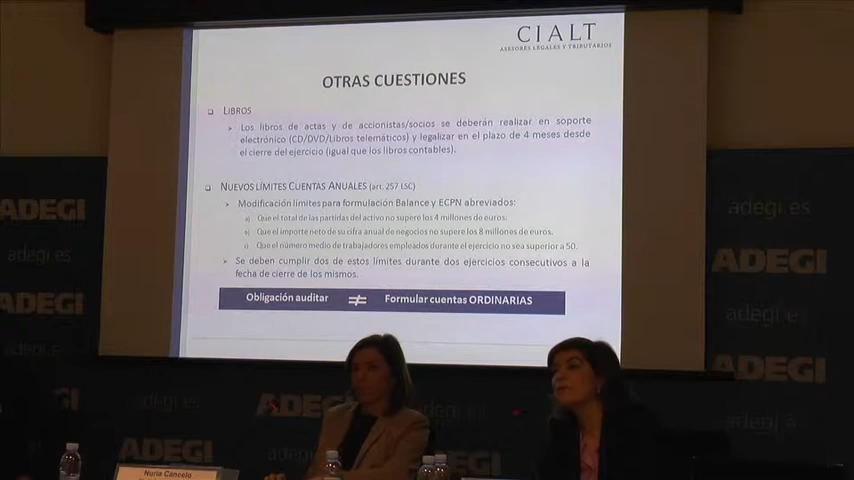 CIALT
ASESORES LEGALES Y TRIBUTARIOS
OTRAS CUESTIONES
LIBROS
Los libros de actas y de accionistas/socios se deberán realizar en soporte
electrónico (CD/DVD/Libros telemáticos) y legalizar en el plazo de 4 meses desde
el cierre del ejercicio (igual que los libros contables).
NUEVOS LÍMITES CUENTAS ANUALES (art. 257 LSC)
Modificación límites para formulación Balance y ECPN abreviados:
a) Que el total de las partidas del activo no supere los 4 millones de euros.
b) Que el importe neto de su cifra anual de negocios no supere los 8 millones de euros.
c) Que el número medio de trabajadores empleados durante el ejercicio no sea superior a 50.
Se deben cumplir dos de estos límites durante dos ejercicios consecutivos a la
fecha de cierre de los mismos.
Obligación auditar ≠ Formular cuentas ORDINARIAS
ADEGI
adegi.es
ADEGI
adegi.es
adegi.es
ADEGI
adegi.es
ADEGI
adegi.es
ADEGI
adegi.es
ADEGI
Nuria Cancelo